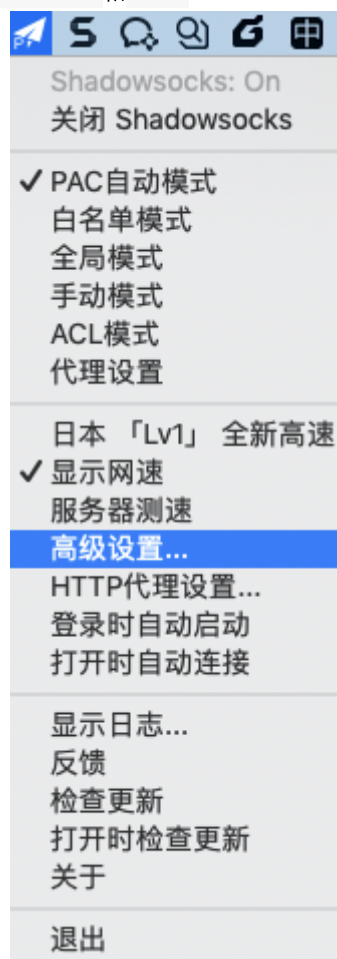 Shadowsocks: On
关闭 Shadowsocks
PAC自动模式
白名单模式
全局模式
手动模式
ACL模式
代理设置
日本 「Lv1」 全新高速
显示网速
服务器测速
高级设置...
HTTP代理设置...
登录时自动启动
打开时自动连接
显示日志...
反馈
检查更新
打开时检查更新
关于
退出